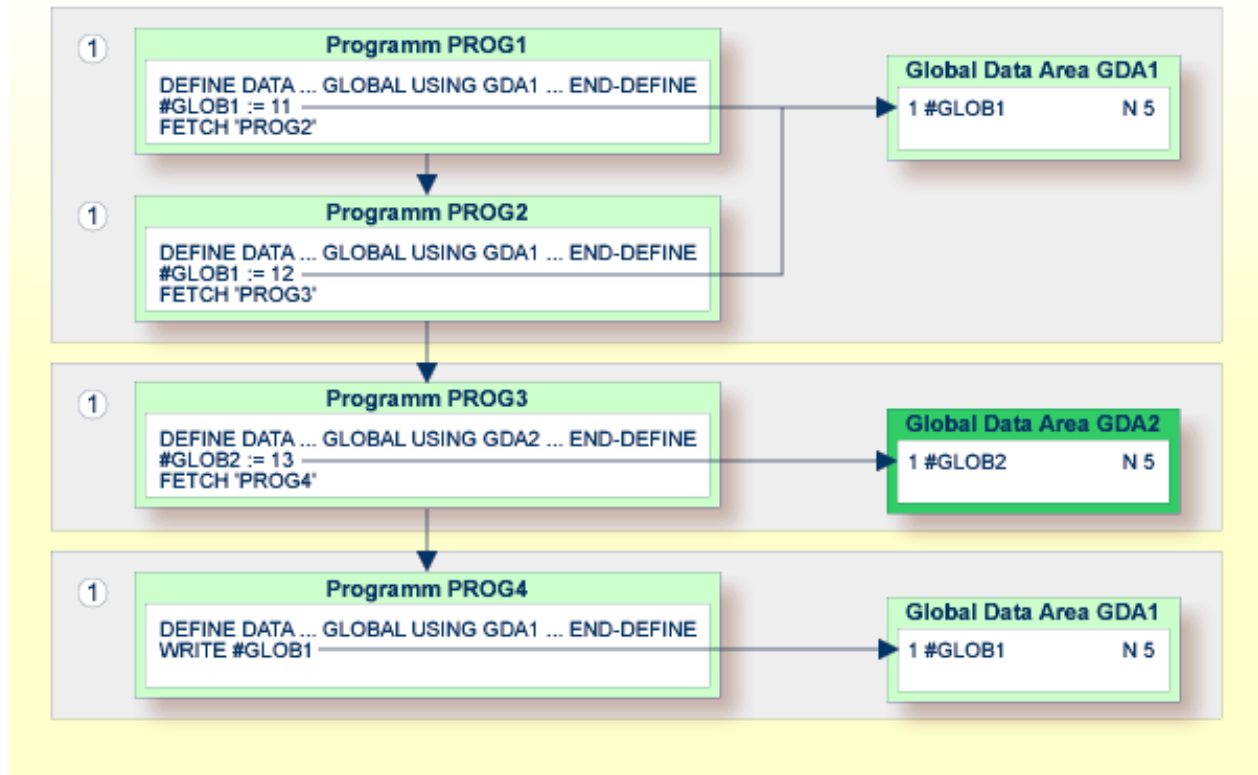 ①
Programm PROG1
DEFINE DATA ... GLOBAL USING GDA1 ... END-DEFINE
#GLOB1 := 11
FETCH 'PROG2'
Global Data Area GDA1
1 #GLOB1 N 5
①
Programm PROG2
DEFINE DATA ... GLOBAL USING GDA1 ... END-DEFINE
#GLOB1 := 12
FETCH 'PROG3'
①
Programm PROG3
DEFINE DATA ... GLOBAL USING GDA2 ... END-DEFINE
#GLOB2 := 13
FETCH 'PROG4'
Global Data Area GDA2
1 #GLOB2 N 5
①
Programm PROG4
DEFINE DATA ... GLOBAL USING GDA1 ... END-DEFINE
WRITE #GLOB1
Global Data Area GDA1
1 #GLOB1 N 5